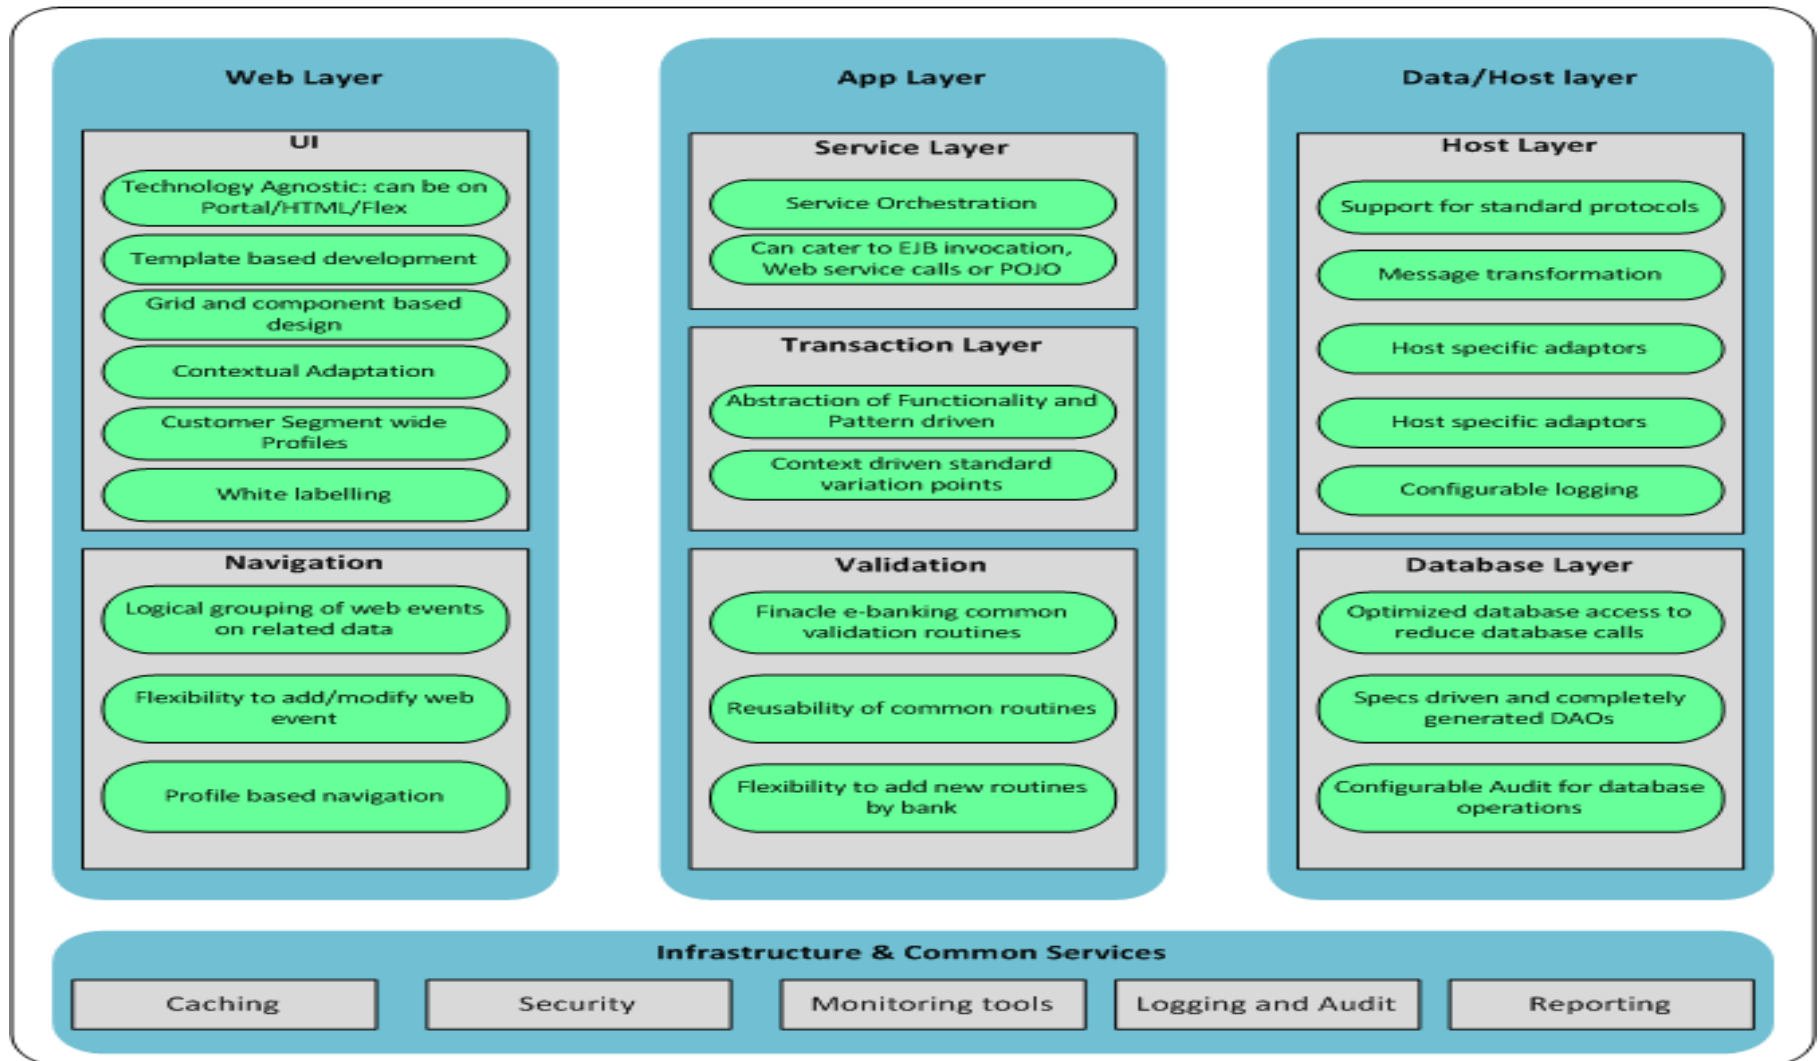 Web Layer
UI
Technology Agnostic: can be on
Portal/HTML/Flex
Template based development
Grid and component based
design
Contextual Adaptation
Customer Segment wide
Profiles
White labelling
Navigation
Logical grouping of web events
on related data
Flexibility to add/modify web
event
Profile based navigation
App Layer
Service Layer
Service Orchestration
Can cater to EJB invocation,
Web service calls or POJO
Transaction Layer
Abstraction of Functionality and
Pattern driven
Context driven standard
variation points
Validation
Finacle e-banking common
validation routines
Reusability of common routines
Flexibility to add new routines
by bank
Data/Host layer
Host Layer
Support for standard protocols
Message transformation
Host specific adaptors
Host specific adaptors
Configurable logging
Database Layer
Optimized database access to
reduce database calls
Specs driven and completely
generated DAOs
Configurable Audit for database
operations
Infrastructure & Common Services
Caching
Security
Monitoring tools
Logging and Audit
Reporting